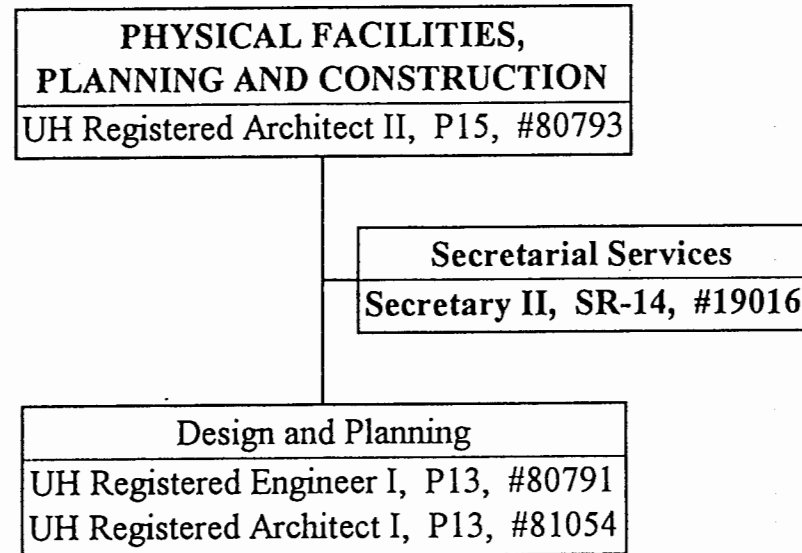 PHYSICAL FACILITIES,
PLANNING AND CONSTRUCTION
UH Registered Architect II, P15, #80793
Secretarial Services
Secretary II, SR-14, #19016
Design and Planning
UH Registered Engineer I, P13, #80791
UH Registered Architect I, P13, #81054